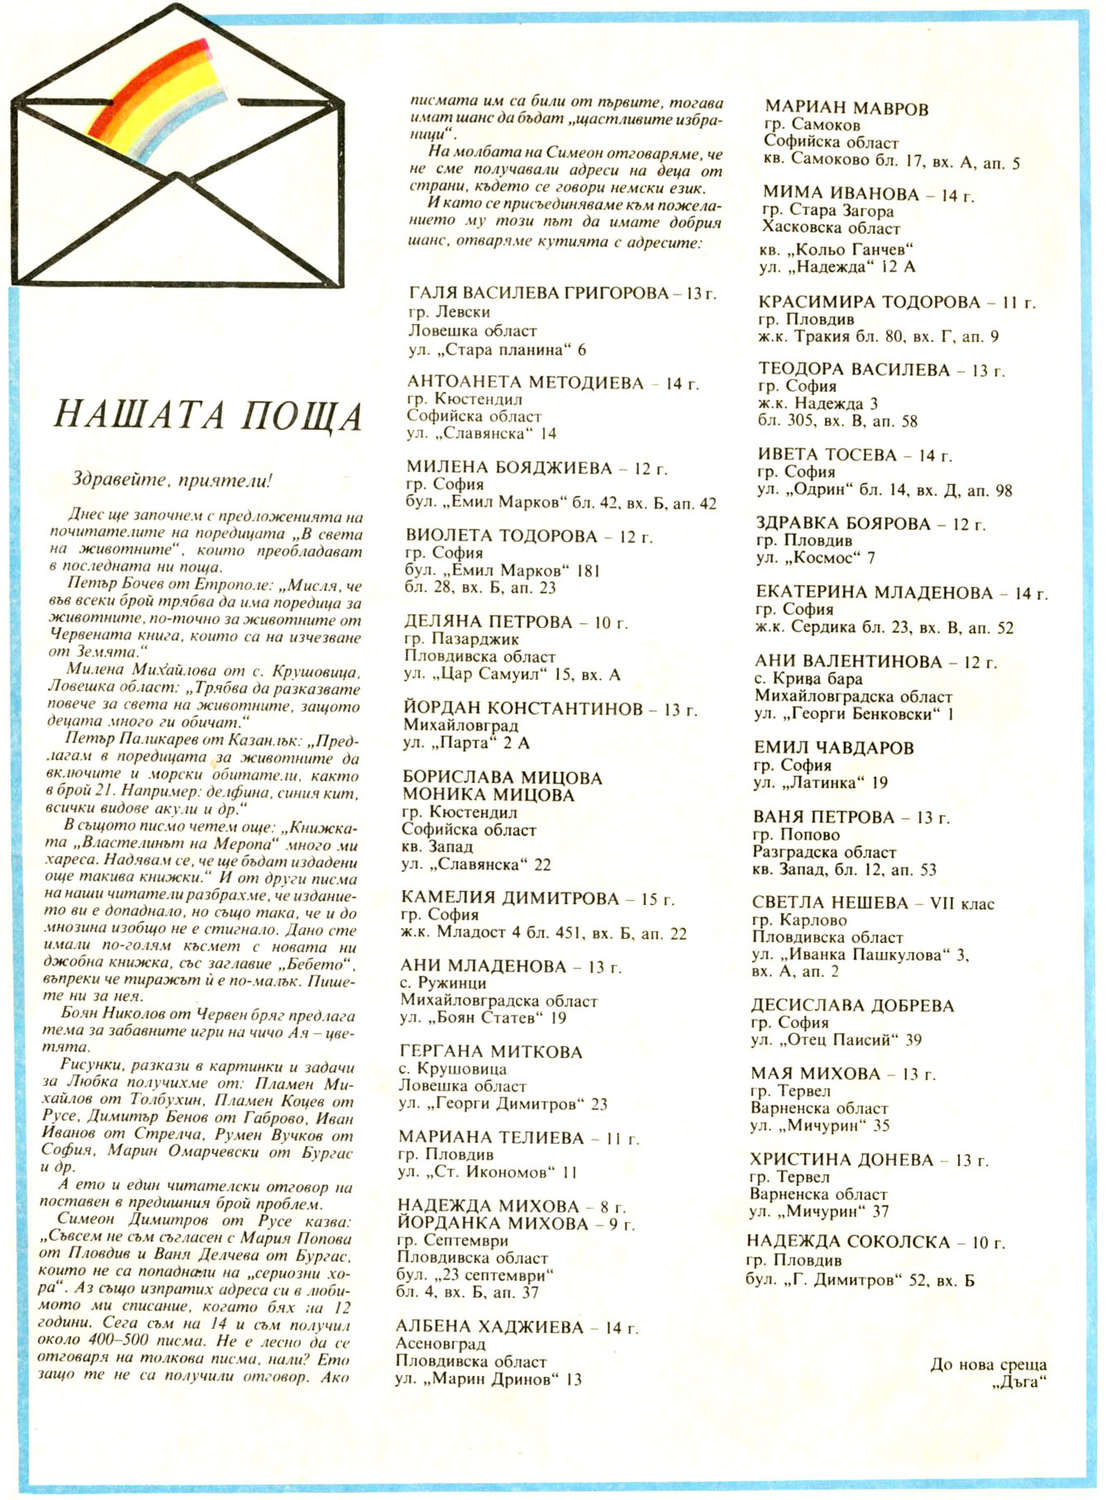 НАШАТА ПОЩА
Здравейте, приятели!
Днес ще започнем с предложенията на
почитателите на поредицата „В света
на животните“, които преобладават
в последната ни поща.
Петър Бочев от Етрополе: „Мисля, че
във всеки брой трябва да има поредица за
животните, по-точно за животните от
Червената книга, които са на изчезване
от Земята.“
Милена Михайлова от с. Крушовица,
Ловешка област: „Трябва да разказвате
повече за света на животните, защото
децата много ги обичат.“
Петър Паликарев от Казанлък: „Пред-
лагам в поредицата за животните да
включите и морски обитатели, както
в брой 21. Например: делфина, синия кит,
всички видове акули и др.“
В същото писмо четем още: „Книжка-
та „Властелинът на Меропа“ много ми
хареса. Надявам се, че ще бъдат издадени
още такива книжки.“ И от други писма
на наши читатели разбрахме, че издание-
то ви е допаднало, но също така, че и до
мнозина изобщо не е стигнало. Дано сте
имали по-голям късмет с новата ни
джобна книжка, със заглавие „Бебето“,
въпреки че тиражът ѝ е по-малък. Пише-
те ни за нея.
Боян Николов от Червен бряг предлага
тема за забавните игри на чичо Ая – цве-
тята.
Рисунки, разкази в картинки и задачи
за Любка получихме от: Пламен Ми-
хайлов от Толбухин, Пламен Коцев от
Русе, Димитър Бенов от Габрово, Иван
Иванов от Стрелча, Румен Вучков от
София, Марин Омарчевски от Бургас
и др.
А ето и един читателски отговор на
поставен в предишния брой проблем.
Симеон Димитров от Русе казва:
„Съвсем не съм съгласен с Мария Попова
от Пловдив и Ваня Делчева от Бургас,
които не са попаднали на „сериозни хо-
ра“. Аз също изпратих адреса си в люби-
мото ми списание, когато бях на 12
години. Сега съм на 14 и съм получил
около 400–500 писма. Не е лесно да се
отговаря на толкова писма, нали? Ето
защо те не са получили отговор. Ако
писмата им са били от първите, тогава
имат шанс да бъдат „щастливите избра-
ници“.
На молбата на Симеон отговаряме, че
не сме получавали адреси на деца от
страни, където се говори немски език.
И като се присъединяваме към пожела-
нието му този път да имате добрия
шанс, отваряме кутията с адресите:
ГАЛЯ ВАСИЛЕВА ГРИГОРОВА – 13 г.
гр. Левски
Ловешка област
ул. „Стара планина“ 6
АНТОАНЕТА МЕТОДИЕВА – 14 г.
гр. Кюстендил
Софийска област
ул. „Славянска“ 14
МИЛЕНА БОЯДЖИЕВА – 12 г.
гр. София
бул. „Емил Марков“ бл. 42, вх. Б, ап. 42
ВИОЛЕТА ТОДОРОВА – 12 г.
гр. София
бул. „Емил Марков“ 181
бл. 28, вх. Б, ап. 23
ДЕЛЯНА ПЕТРОВА – 10 г.
гр. Пазарджик
Пловдивска област
ул. „Цар Самуил“ 15, вх. А
ЙОРДАН КОНСТАНТИНОВ – 13 г.
Михайловград
ул. „Парта“ 2 А
БОРИСЛАВА МИЦОВА
МОНИКА МИЦОВА
гр. Кюстендил
Софийска област
кв. Запад
ул. „Славянска“ 22
КАМЕЛИЯ ДИМИТРОВА – 15 г.
гр. София
ж.к. Младост 4 бл. 451, вх. Б, ап. 22
АНИ МЛАДЕНОВА – 13 г.
с. Ружинци
Михайловградска област
ул. „Боян Статев“ 19
ГЕРГАНА МИТКОВА
с. Крушовица
Ловешка област
ул. „Георги Димитров“ 23
МАРИАНА ТЕЛИЕВА – 11 г.
гр. Пловдив
ул. „Ст. Икономов“ 11
НАДЕЖДА МИХОВА – 8 г.
ЙОРДАНКА МИХОВА – 9 г.
гр. Септември
Пловдивска област
бул. „23 септември“
бл. 4, вх. Б, ап. 37
АЛБЕНА ХАДЖИЕВА – 14 г.
Асеновград
Пловдивска област
ул. „Марин Дринов“ 13
МАРИАН МАВРОВ
гр. Самоков
Софийска област
кв. Самоково бл. 17, вх. А, ап. 5
МИМА ИВАНОВА – 14 г.
гр. Стара Загора
Хасковска област
кв. „Кольо Ганчев“
ул. „Надежда“ 12 А
КРАСИМИРА ТОДОРОВА – 11 г.
гр. Пловдив
ж.к. Тракия бл. 80, вх. Г, ап. 9
ТЕОДОРА ВАСИЛЕВА – 13 г.
гр. София
ж.к. Надежда 3
бл. 305, вх. В, ап. 58
ИВЕТА ТОСЕВА – 14 г.
гр. София
ул. „Одрин“ бл. 14, вх. Д, ап. 98
ЗДРАВКА БОЯРОВА – 12 г.
гр. Пловдив
ул. „Космос“ 7
ЕКАТЕРИНА МЛАДЕНОВА – 14 г.
гр. София
ж.к. Сердика бл. 23, вх. В, ап. 52
АНИ ВАЛЕНТИНОВА – 12 г.
с. Крива бара
Михайловградска област
ул. „Георги Бенковски“ 1
ЕМИЛ ЧАВДАРОВ
гр. София
ул. „Латинка“ 19
ВАНЯ ПЕТРОВА – 13 г.
гр. Попово
Разградска област
кв. Запад, бл. 12, ап. 53
СВЕТЛА НЕШЕВА – VII клас
гр. Карлово
Пловдивска област
ул. „Иванка Пашкулова“ 3,
вх. А, ап. 2
ДЕСИСЛАВА ДОБРЕВА
гр. София
ул. „Отец Паисий“ 39
МАЯ МИХОВА – 13 г.
гр. Тервел
Варненска област
ул. „Мичурин“ 35
ХРИСТИНА ДОНЕВА – 13 г.
гр. Тервел
Варненска област
ул. „Мичурин“ 37
НАДЕЖДА СОКОЛСКА – 10 г.
гр. Пловдив
бул. „Г. Димитров“ 52, вх. Б
До нова среща
„Дъга“